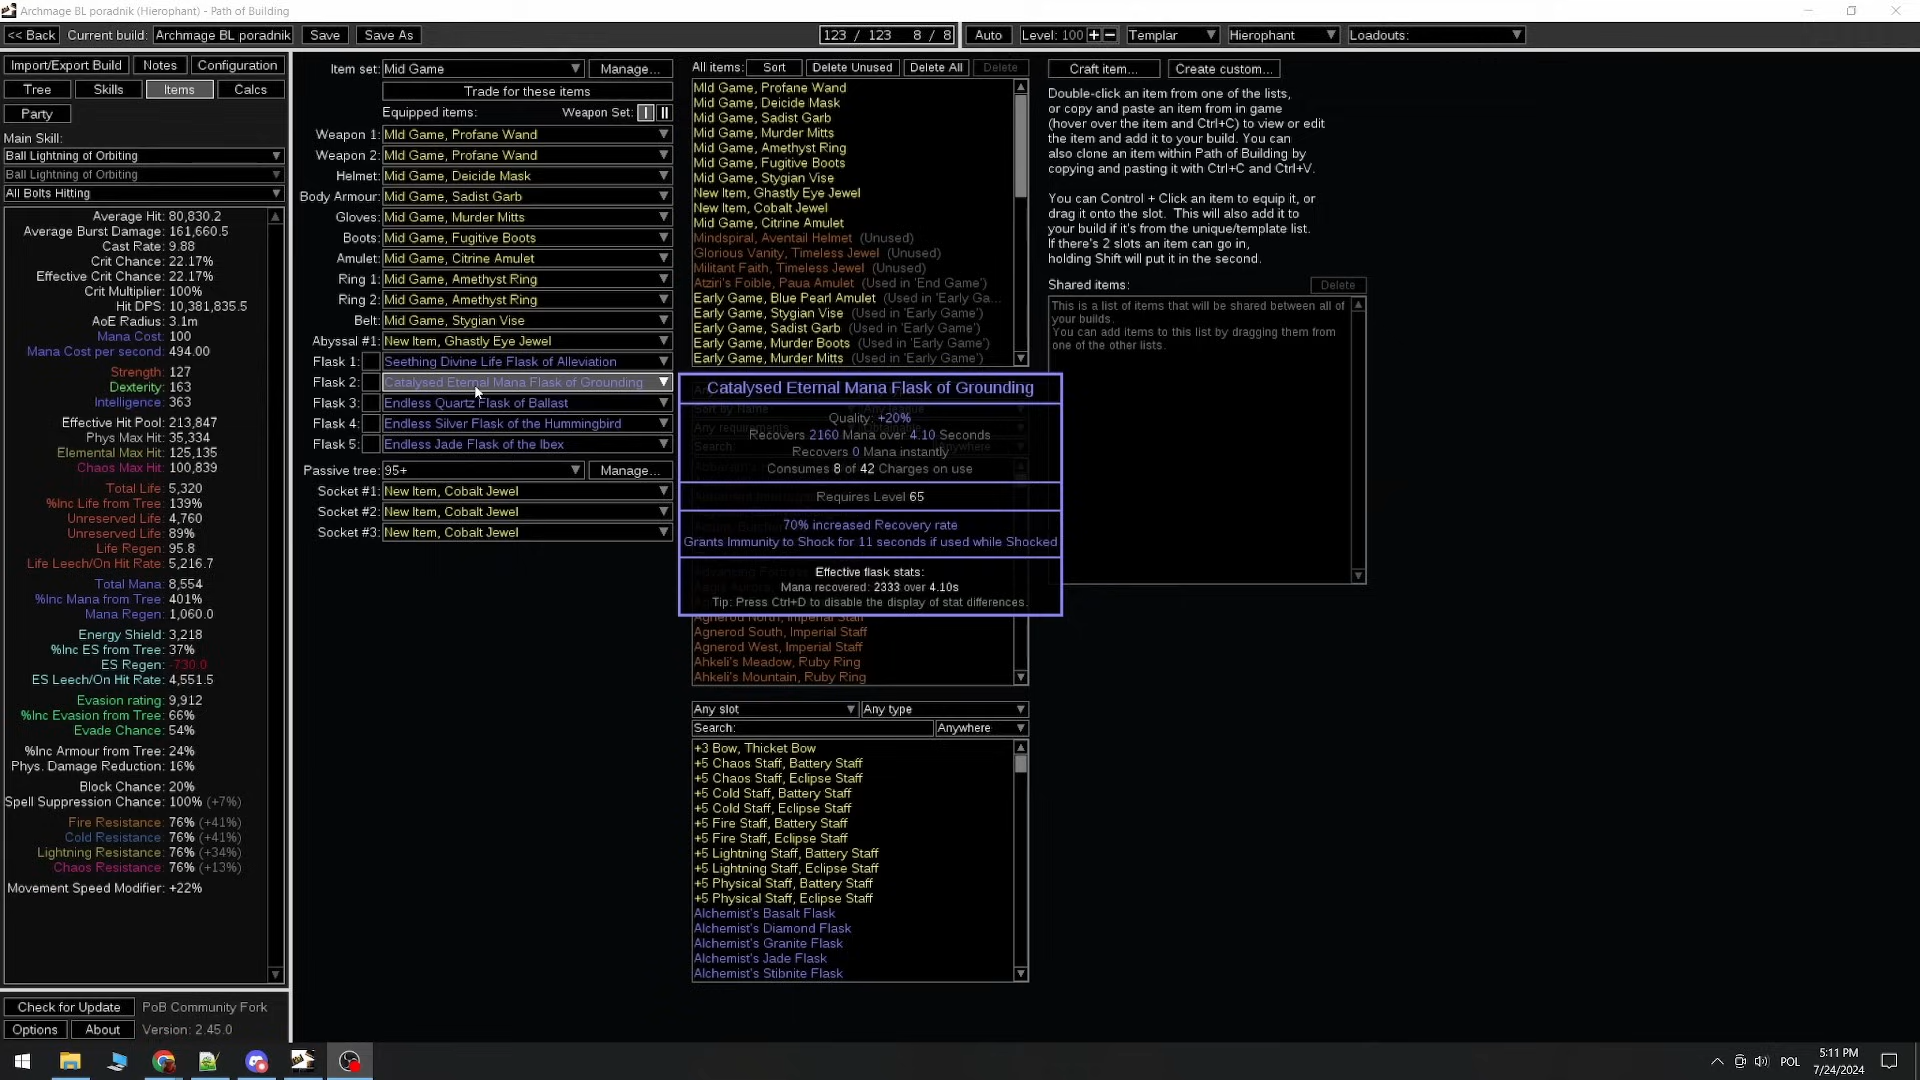 Archmage BL poradnik (Hierophant) - Path of Building
<< Back
Current build: Archmage BL poradnik
Save
Save As
123 / 123 8 / 8
Auto
Level: 100 + −
Templar
Hierophant
Loadouts:
Import/Export Build
Notes
Configuration
Tree
Skills
Items
Calcs
Party
Main Skill:
Ball Lightning of Orbiting
Ball Lightning of Orbiting
All Bolts Hitting
Average Hit: 80,830.2
Average Burst Damage: 161,660.5
Cast Rate: 9.88
Crit Chance: 22.17%
Effective Crit Chance: 22.17%
Crit Multiplier: 100%
Hit DPS: 10,381,835.5
AoE Radius: 3.1m
Mana Cost: 100
Mana Cost per second: 494.00
Strength: 127
Dexterity: 163
Intelligence: 363
Effective Hit Pool: 213,847
Phys Max Hit: 35,334
Elemental Max Hit: 125,135
Chaos Max Hit: 100,839
Total Life: 5,320
%Inc Life from Tree: 139%
Unreserved Life: 4,760
Unreserved Life: 89%
Life Regen: 95.8
Life Leech/On Hit Rate: 5,216.7
Total Mana: 8,554
%Inc Mana from Tree: 401%
Mana Regen: 1,060.0
Energy Shield: 3,218
%Inc ES from Tree: 37%
ES Regen: -730.0
ES Leech/On Hit Rate: 4,551.5
Evasion rating: 9,912
%Inc Evasion from Tree: 66%
Evade Chance: 54%
%Inc Armour from Tree: 24%
Phys. Damage Reduction: 16%
Block Chance: 20%
Spell Suppression Chance: 100% (+7%)
Fire Resistance: 76% (+41%)
Cold Resistance: 76% (+41%)
Lightning Resistance: 76% (+34%)
Chaos Resistance: 76% (+13%)
Movement Speed Modifier: +22%
Check for Update
PoB Community Fork
Options
About
Version: 2.45.0
Item set: Mid Game
Manage...
Trade for these items
Equipped items:
Weapon Set: I II
Weapon 1: MId Game, Profane Wand
Weapon 2: MId Game, Profane Wand
Helmet: Mid Game, Deicide Mask
Body Armour: Mid Game, Sadist Garb
Gloves: Mid Game, Murder Mitts
Boots: Mid Game, Fugitive Boots
Amulet: Mid Game, Citrine Amulet
Ring 1: Mid Game, Amethyst Ring
Ring 2: Mid Game, Amethyst Ring
Belt: Mid Game, Stygian Vise
Abyssal #1: New Item, Ghastly Eye Jewel
Flask 1: Seething Divine Life Flask of Alleviation
Flask 2: Catalysed Eternal Mana Flask of Grounding
Flask 3: Endless Quartz Flask of Ballast
Flask 4: Endless Silver Flask of the Hummingbird
Flask 5: Endless Jade Flask of the Ibex
Passive tree: 95+
Manage...
Socket #1: New Item, Cobalt Jewel
Socket #2: New Item, Cobalt Jewel
Socket #3: New Item, Cobalt Jewel
All items:
Sort
Delete Unused
Delete All
Delete
MId Game, Profane Wand
Mid Game, Deicide Mask
Mid Game, Sadist Garb
Mid Game, Murder Mitts
Mid Game, Amethyst Ring
Mid Game, Fugitive Boots
Mid Game, Stygian Vise
New Item, Ghastly Eye Jewel
New Item, Cobalt Jewel
Mid Game, Citrine Amulet
Mindspiral, Aventail Helmet (Unused)
Glorious Vanity, Timeless Jewel (Unused)
Militant Faith, Timeless Jewel (Unused)
Atziri's Foible, Paua Amulet (Used in 'End Game')
Early Game, Blue Pearl Amulet (Used in 'Early Ga...
Early Game, Stygian Vise (Used in 'Early Game')
Early Game, Sadist Garb (Used in 'Early Game')
Early Game, Murder Boots (Used in 'Early Game')
Early Game, Murder Mitts (Used in 'Early Game')
Catalysed Eternal Mana Flask of Grounding
Quality: +20%
Recovers 2160 Mana over 4.10 Seconds
Recovers 0 Mana instantly
Consumes 8 of 42 Charges on use
Requires Level 65
70% increased Recovery rate
Grants Immunity to Shock for 11 seconds if used while Shocked
Effective flask stats:
Mana recovered: 2333 over 4.10s
Tip: Press Ctrl+D to disable the display of stat differences.
Agnerod North, Imperial Staff
Agnerod South, Imperial Staff
Agnerod West, Imperial Staff
Ahkeli's Meadow, Ruby Ring
Ahkeli's Mountain, Ruby Ring
Any slot
Any type
Search:
Anywhere
+3 Bow, Thicket Bow
+5 Chaos Staff, Battery Staff
+5 Chaos Staff, Eclipse Staff
+5 Cold Staff, Battery Staff
+5 Cold Staff, Eclipse Staff
+5 Fire Staff, Battery Staff
+5 Fire Staff, Eclipse Staff
+5 Lightning Staff, Battery Staff
+5 Lightning Staff, Eclipse Staff
+5 Physical Staff, Battery Staff
+5 Physical Staff, Eclipse Staff
Alchemist's Basalt Flask
Alchemist's Diamond Flask
Alchemist's Granite Flask
Alchemist's Jade Flask
Alchemist's Stibnite Flask
Craft item...
Create custom...
Double-click an item from one of the lists,
or copy and paste an item from in game
(hover over the item and Ctrl+C) to view or edit
the item and add it to your build. You can
also clone an item within Path of Building by
copying and pasting it with Ctrl+C and Ctrl+V.
You can Control + Click an item to equip it, or
drag it onto the slot. This will also add it to
your build if it's from the unique/template list.
If there's 2 slots an item can go in,
holding Shift will put it in the second.
Shared items:
Delete
This is a list of items that will be shared between all of
your builds.
You can add items to this list by dragging them from
one of the other lists.
POL
5:11 PM
7/24/2024